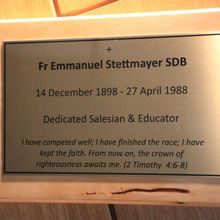 +
Fr Emmanuel Stettmayer SDB
14 December 1898 - 27 April 1988
Dedicated Salesian & Educator
I have competed well; I have finished the race; I have
kept the faith. From now on, the crown of
righteousness awaits me. (2 Timothy 4:6-8)